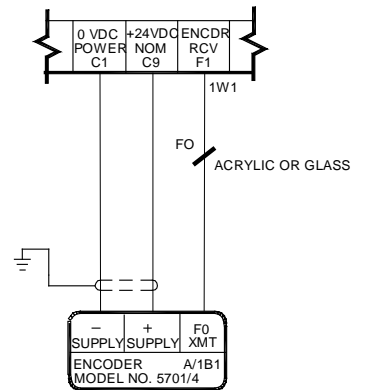 0 VDC
POWER
C1
+24VDC
NOM
C9
ENCDR
RCV
F1
1W1
FO
ACRYLIC OR GLASS
–
SUPPLY
+
SUPPLY
F0
XMT
ENCODER A/1B1
MODEL NO. 5701/4